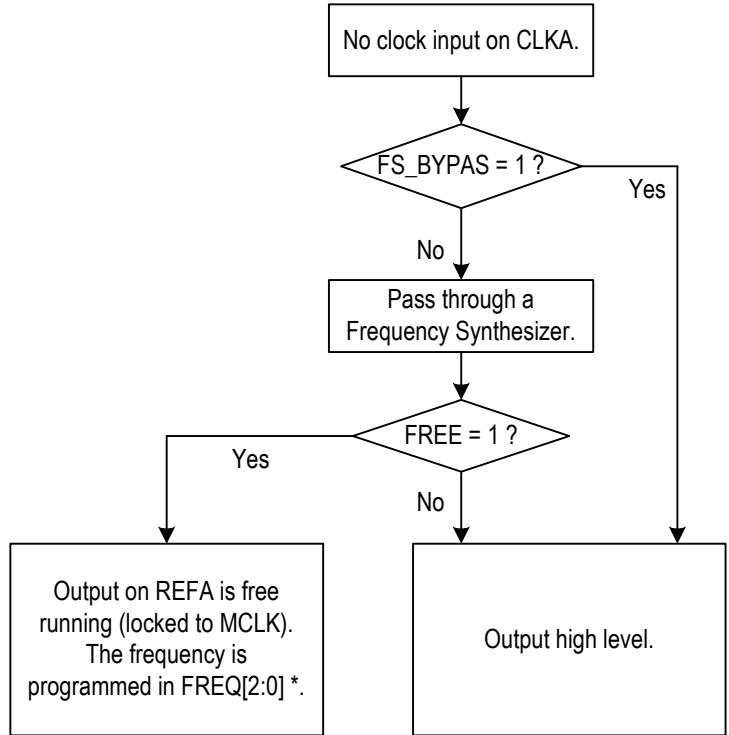 No clock input on CLKA.
FS_BYPAS = 1 ?
Yes
No
Pass through a
Frequency Synthesizer.
FREE = 1 ?
Yes
No
Output on REFA is free
running (locked to MCLK).
The frequency is
programmed in FREQ[2:0] *.
Output high level.